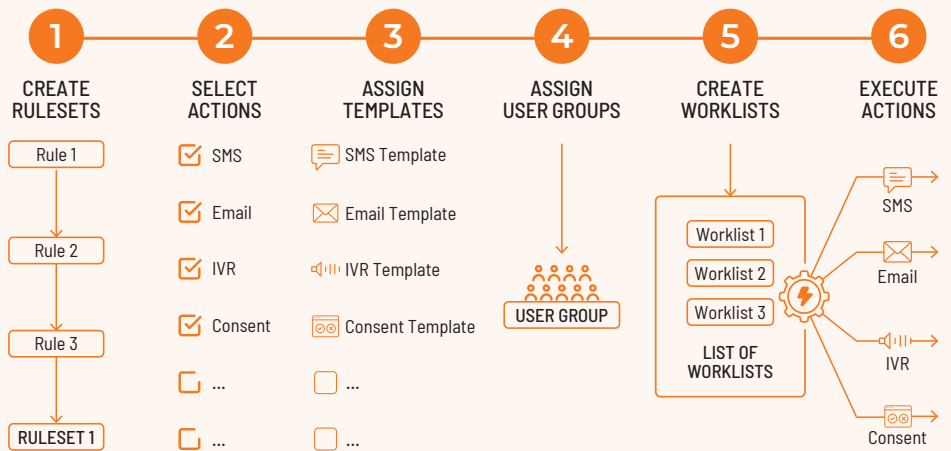 1
CREATE
RULESETS
Rule 1
Rule 2
Rule 3
RULESET 1
2
SELECT
ACTIONS
SMS
Email
IVR
Consent
...
...
3
ASSIGN
TEMPLATES
SMS Template
Email Template
IVR Template
Consent Template
...
...
4
ASSIGN
USER GROUPS
USER GROUP
5
CREATE
WORKLISTS
Worklist 1
Worklist 2
Worklist 3
LIST OF
WORKLISTS
6
EXECUTE
ACTIONS
SMS
Email
IVR
Consent